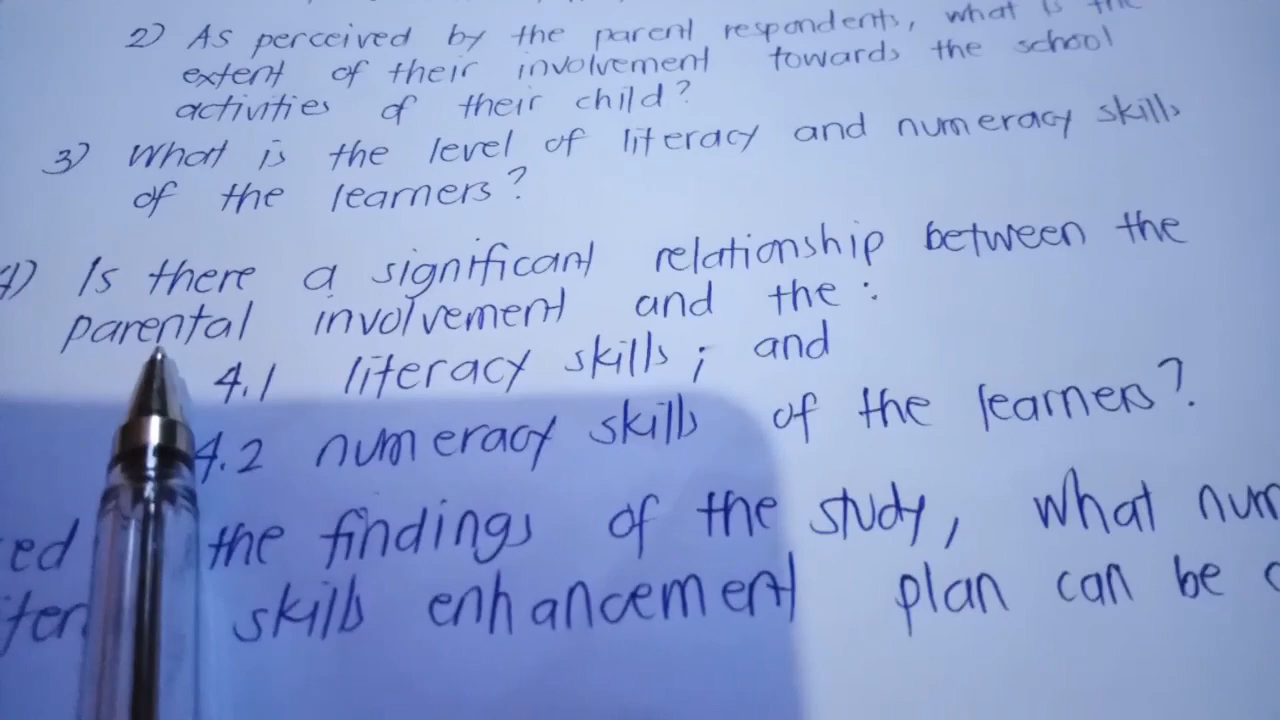 2) As perceived by the parent respondents, what is the
extent of their involvement towards the school
activities of their child?
3) What is the level of literacy and numeracy skills
of the learners?
4) Is there a significant relationship between the
parental involvement and the:
4.1 literacy skills; and
4.2 numeracy skills of the learners?
the findings of the study, what
skills enhancement plan can be